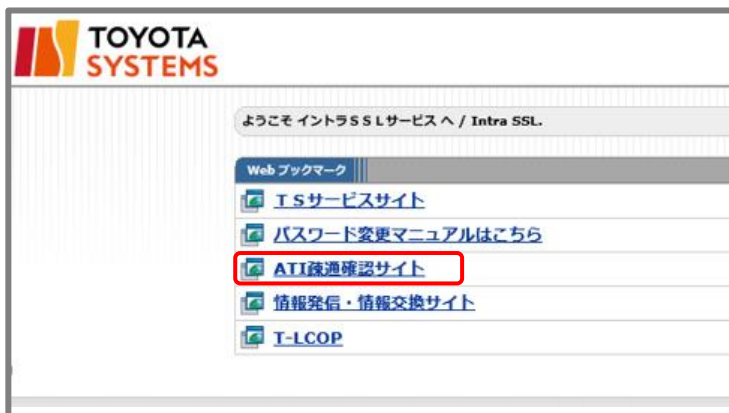 TOYOTA
SYSTEMS
ようこそ イントラSSLサービス へ / Intra SSL.
Web ブックマーク
TSサービスサイト
パスワード変更マニュアルはこちら
ATI疎通確認サイト
情報発信・情報交換サイト
T-LCOP